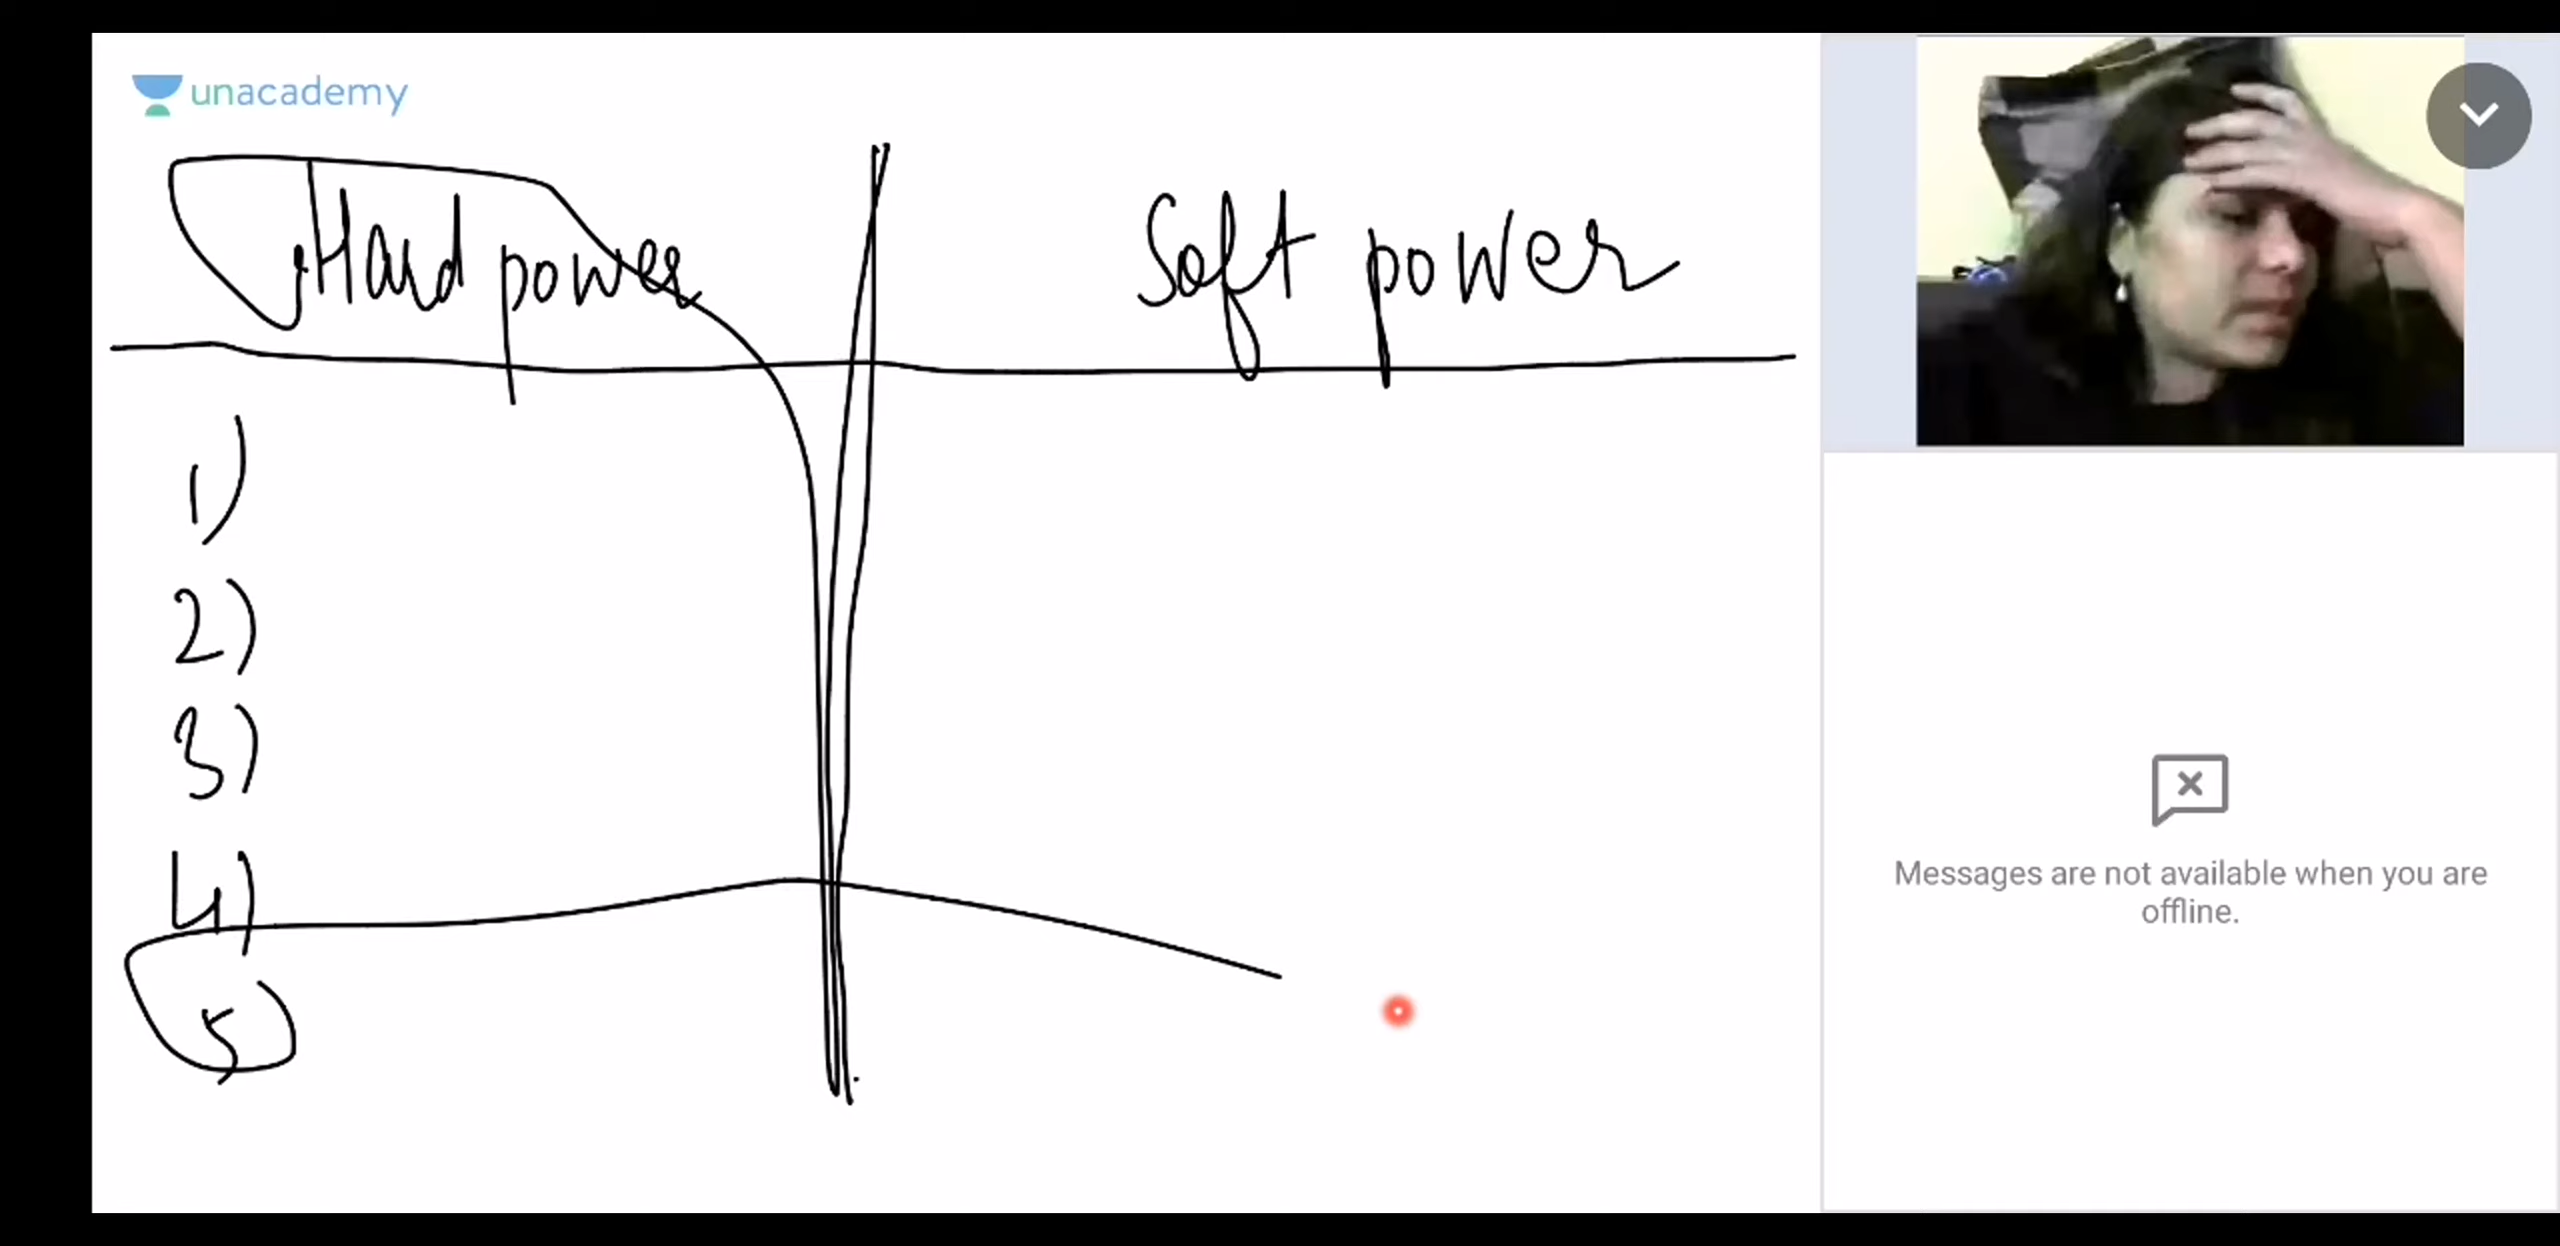 unacademy
Hard power
Soft power
1)
2)
3)
4)
5)
Messages are not available when you are
offline.